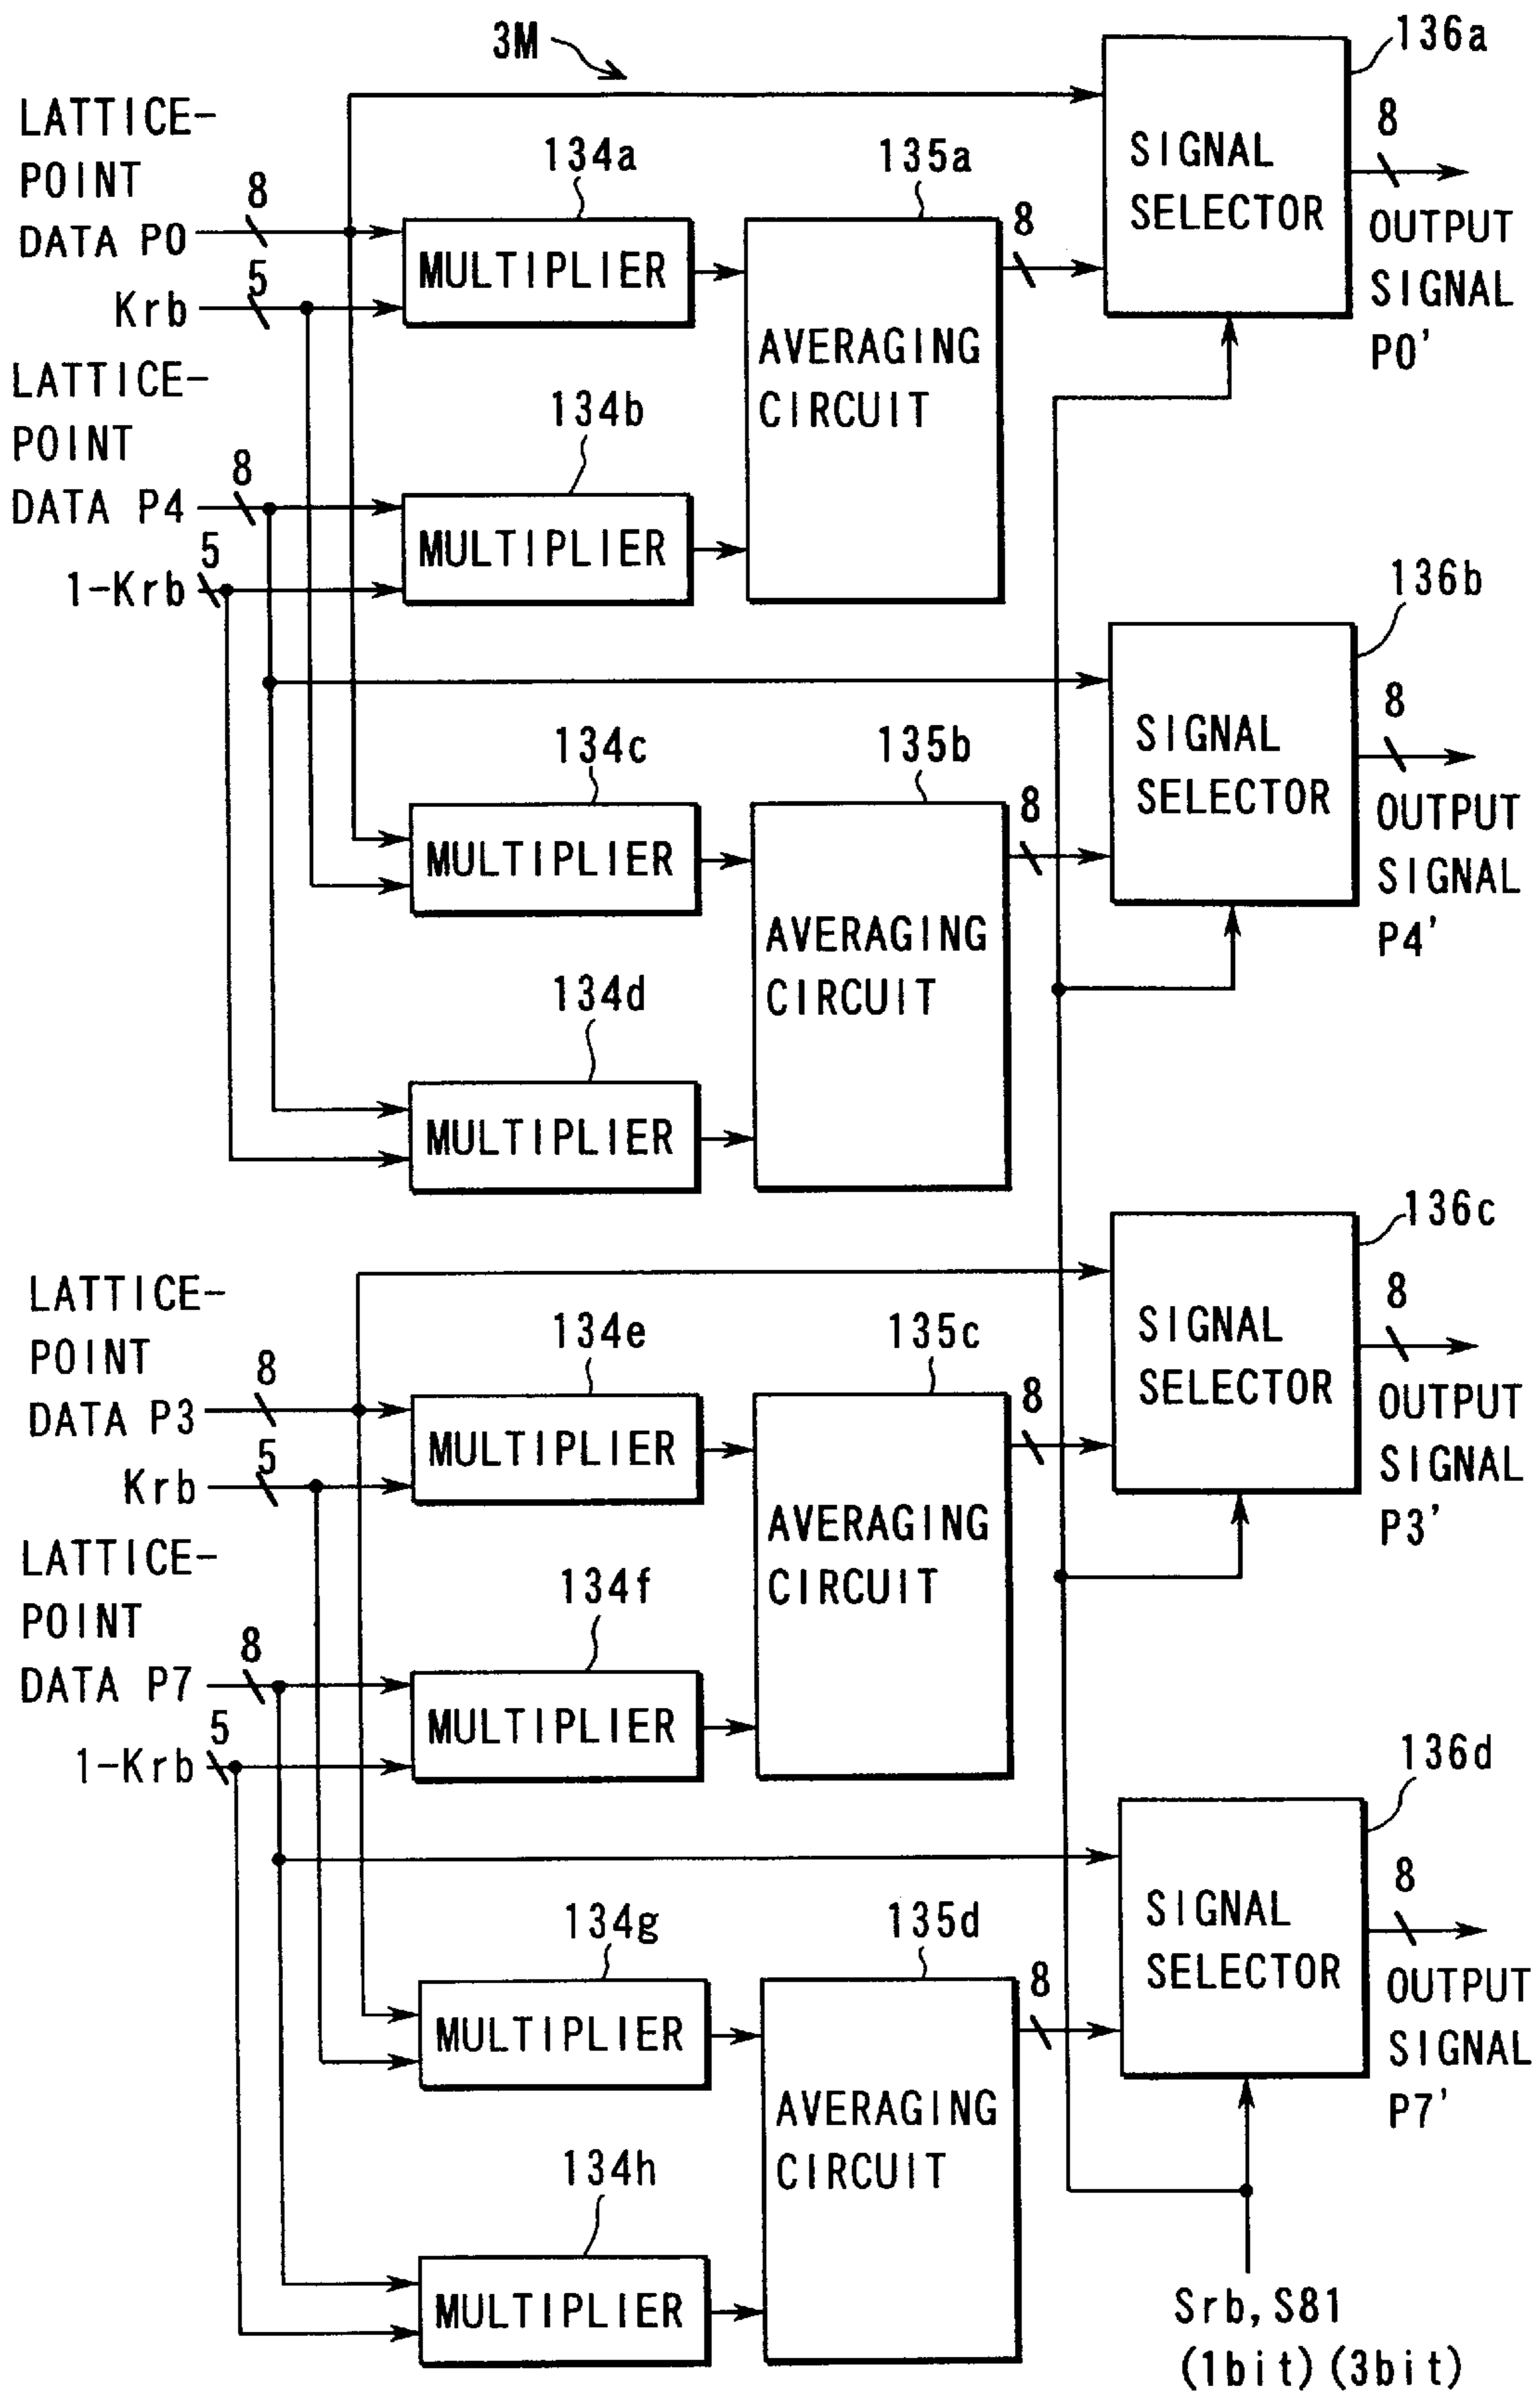 3M
136a
LATTICE-
POINT
DATA P0
8
134a
135a
SIGNAL
SELECTOR
8
OUTPUT
SIGNAL
P0'
Krb
5
MULTIPLIER
AVERAGING
CIRCUIT
8
LATTICE-
POINT
DATA P4
8
134b
MULTIPLIER
1-Krb
5
136b
SIGNAL
SELECTOR
8
OUTPUT
SIGNAL
P4'
134c
135b
MULTIPLIER
AVERAGING
CIRCUIT
8
134d
MULTIPLIER
136c
LATTICE-
POINT
DATA P3
8
134e
135c
SIGNAL
SELECTOR
8
OUTPUT
SIGNAL
P3'
Krb
5
MULTIPLIER
AVERAGING
CIRCUIT
8
LATTICE-
POINT
DATA P7
8
134f
MULTIPLIER
1-Krb
5
136d
SIGNAL
SELECTOR
8
OUTPUT
SIGNAL
P7'
134g
135d
MULTIPLIER
AVERAGING
CIRCUIT
8
134h
MULTIPLIER
Srb, S81
(1bit) (3bit)